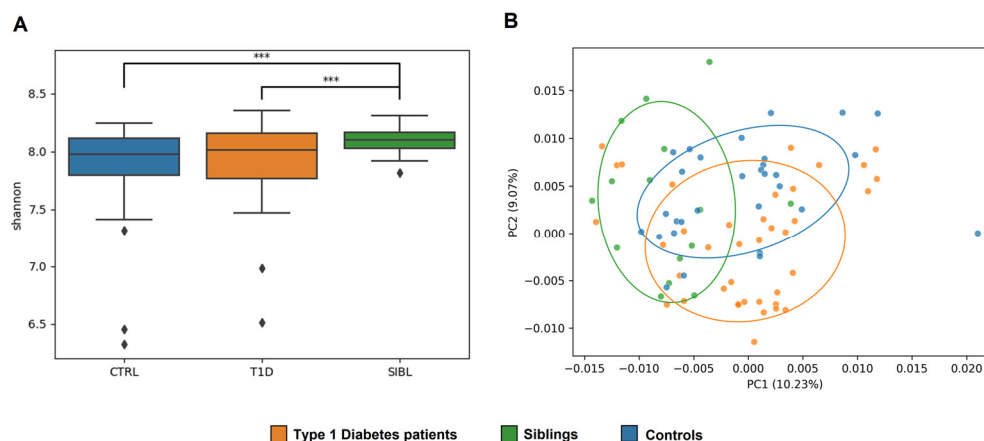 A
***
***
8.5
8.0
7.5
7.0
6.5
shannon
CTRL T1D SIBL
B
0.015
0.010
0.005
0.000
−0.005
−0.010
PC2 (9.07%)
−0.015 −0.010 −0.005 0.000 0.005 0.010 0.015 0.020
PC1 (10.23%)
Type 1 Diabetes patients Siblings Controls